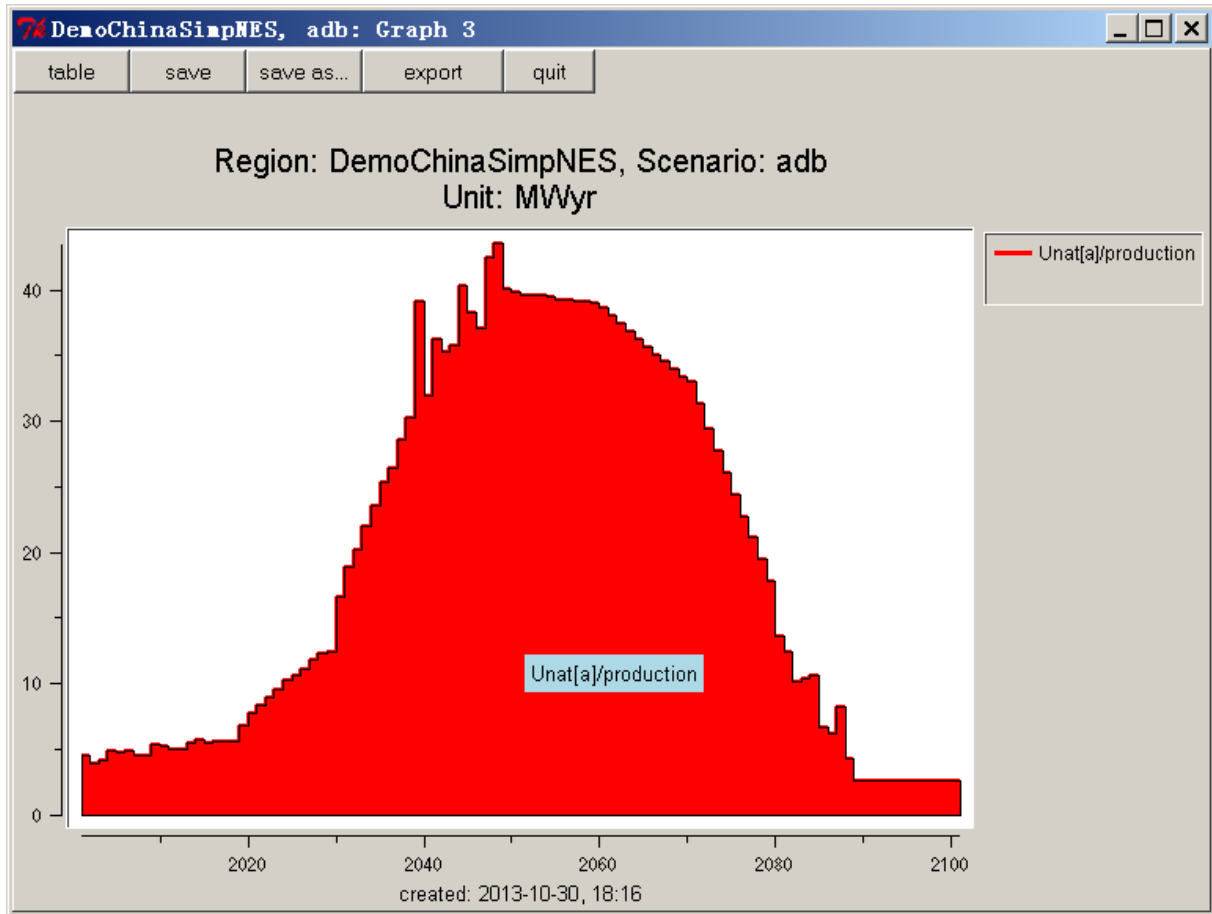 DemoChinaSimpNES, adb: Graph 3
table save save as... export quit
Region: DemoChinaSimpNES, Scenario: adb
Unit: MWyr
Unat[a]/production
40
30
20
10
0
Unat[a]/production
2020 2040 2060 2080 2100
created: 2013-10-30, 18:16